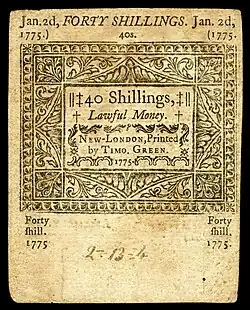 Jan.2d, FORTY SHILLINGS. Jan. 2d,
1775.) 40s. (1775.
||‡40 Shillings,‡||
† Lawful Money. †
NEW-LONDON, Printed
by TIMO. GREEN.
1775.
Forty Forty
ſhill. ſhill.
1775 1775.
2-13-4